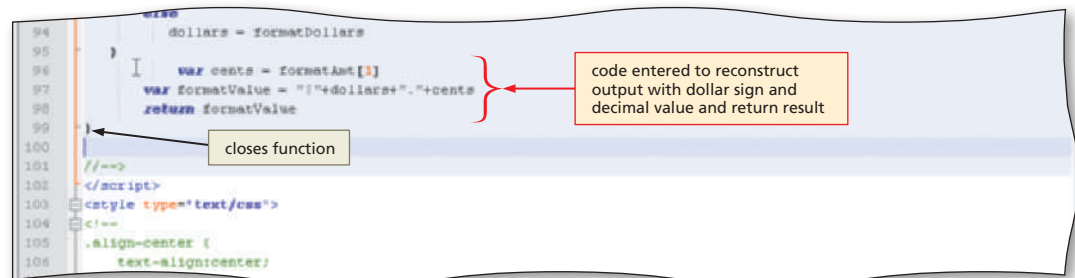 else
94 dollars = formatDollars
95 }
96 var cents = formatAmt[1]
97 var formatValue = "$"+dollars+"."+cents
98 return formatValue
99 }
100
101 //-->
102 </script>
103 <style type="text/css">
104 <!--
105 .align-center {
106 text-align:center;
code entered to reconstruct
output with dollar sign and
decimal value and return result
closes function